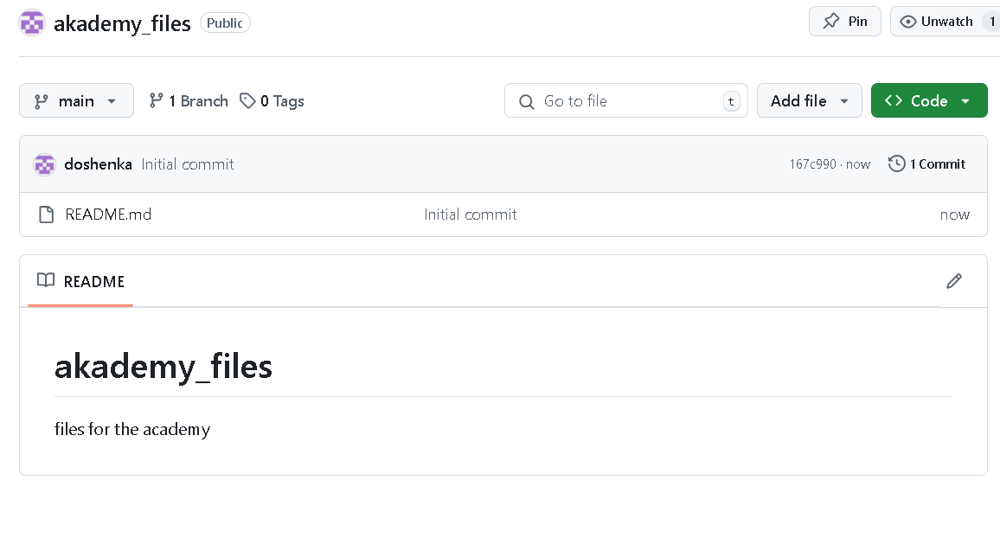 akademy_files Public Pin Unwatch 1
main 1 Branch 0 Tags Go to file t Add file Code
doshenka Initial commit 167c990 · now 1 Commit
README.md Initial commit now
README
akademy_files
files for the academy